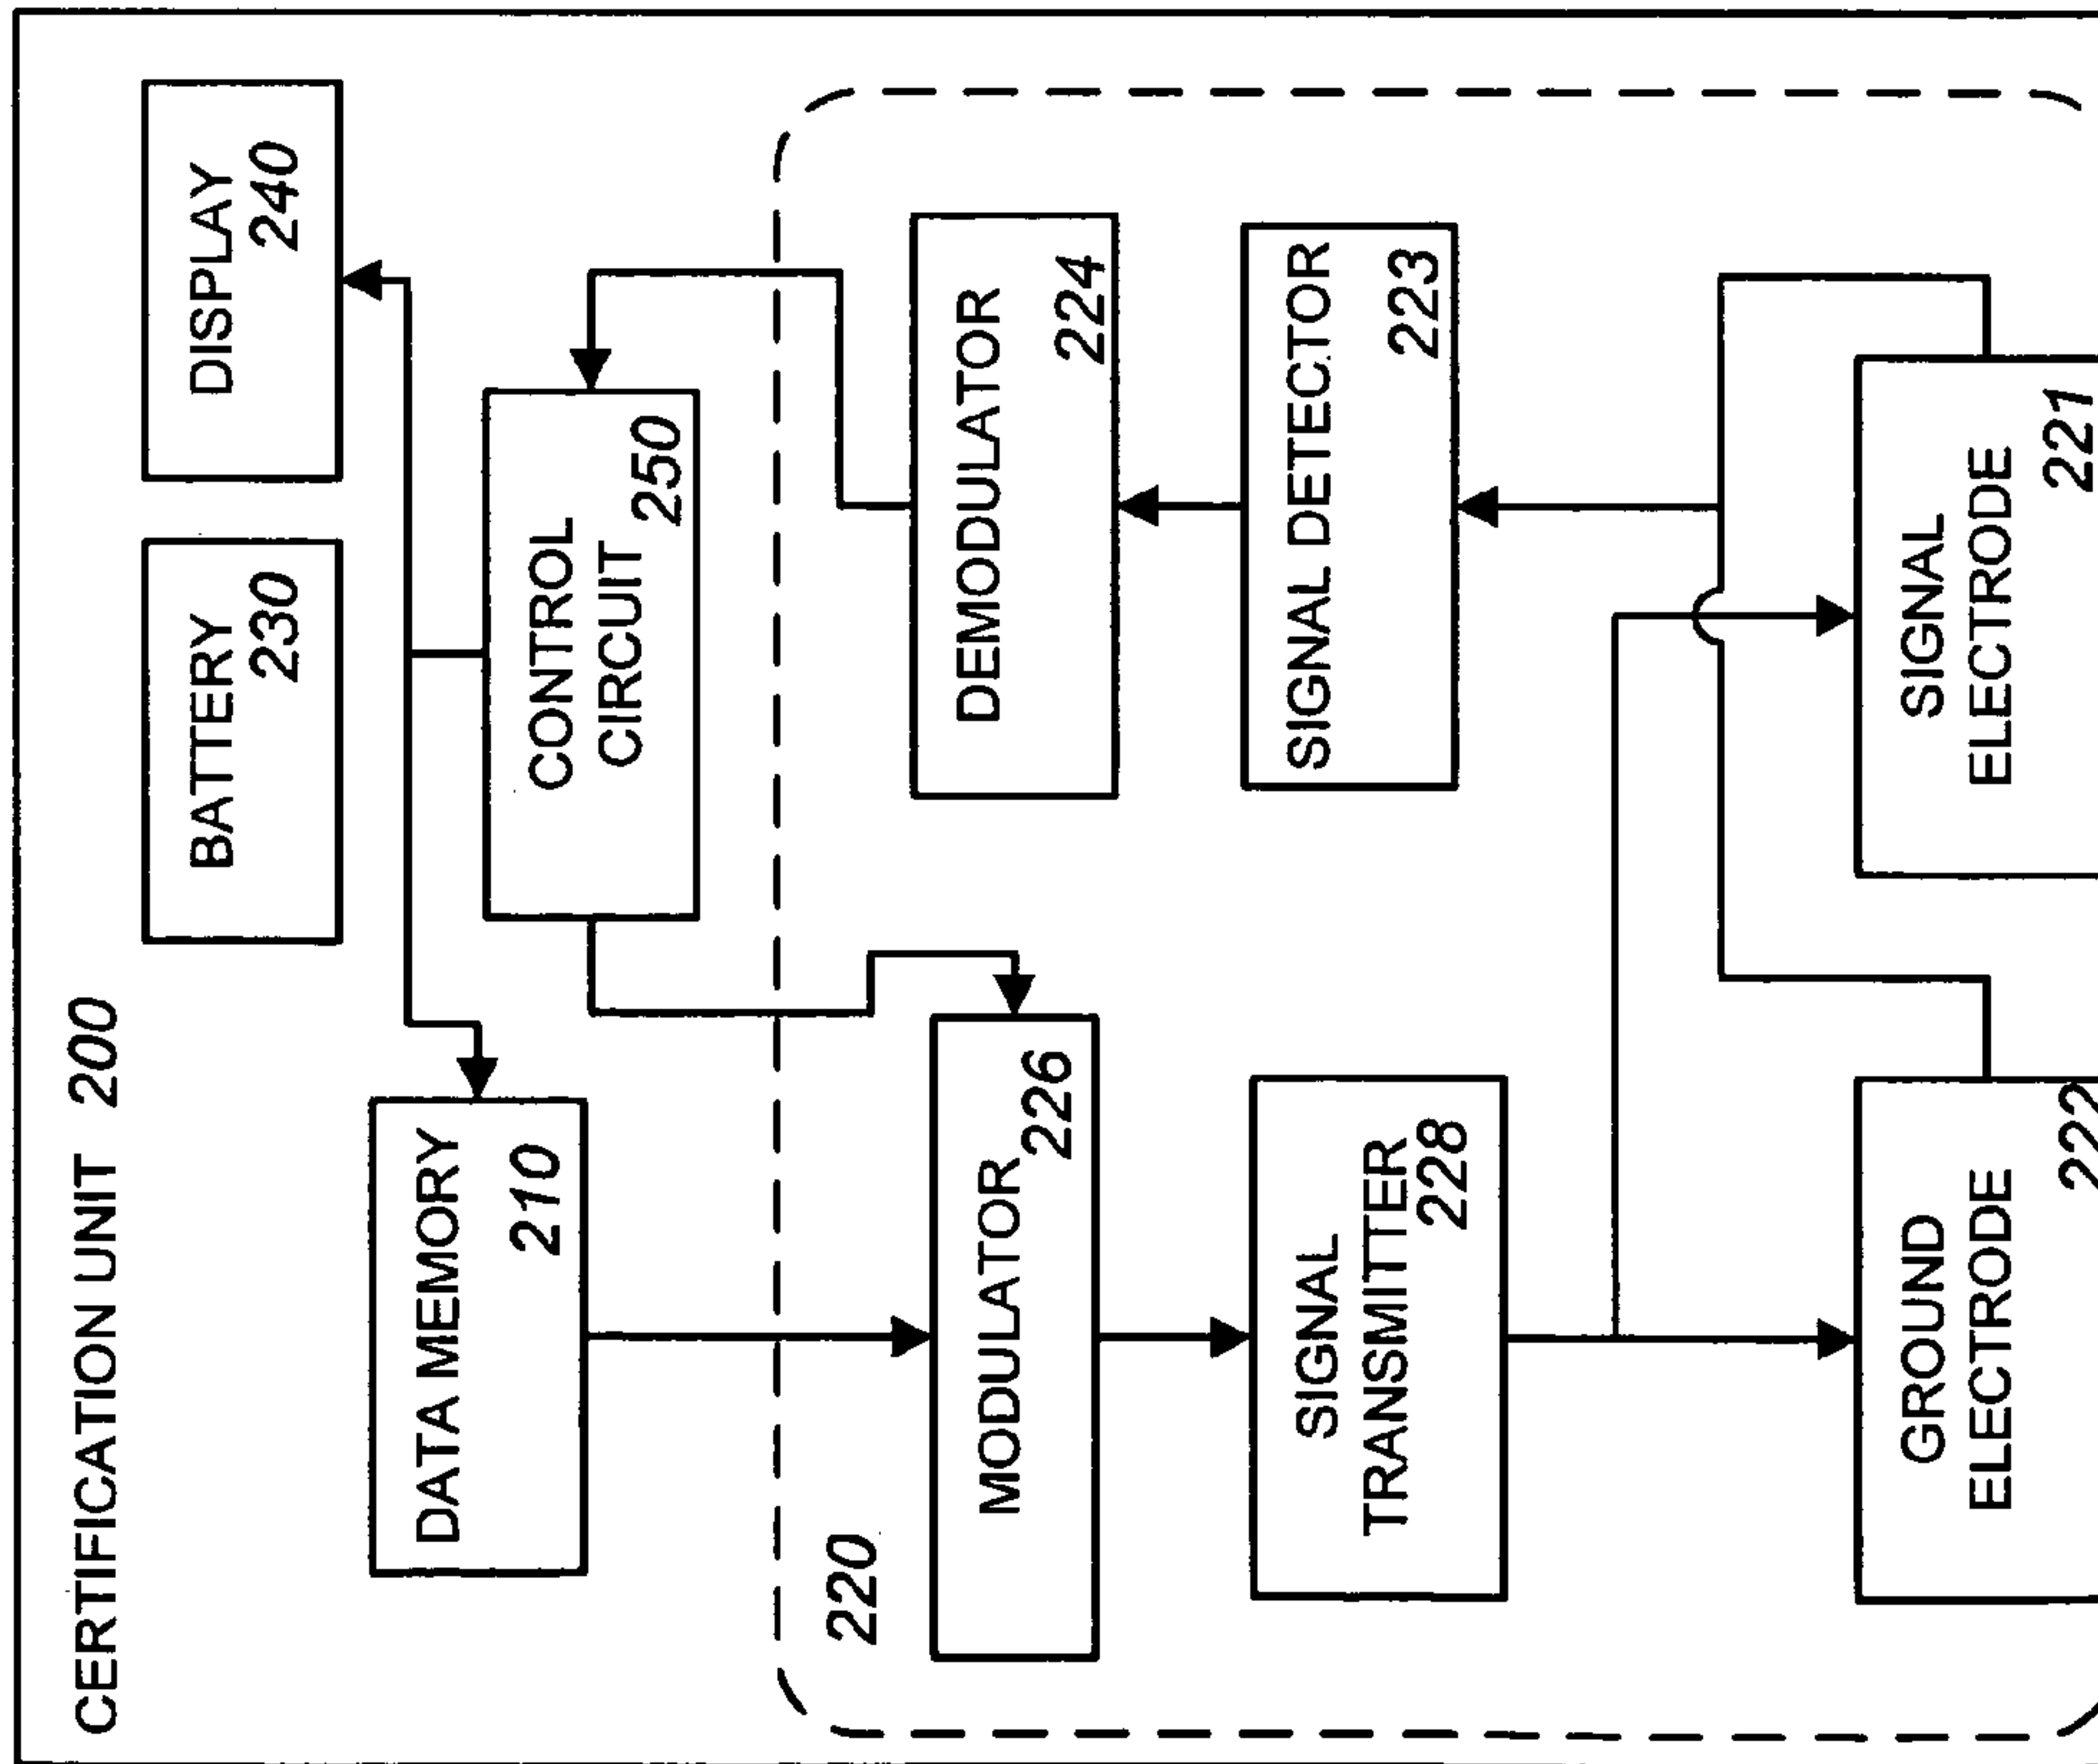 CERTIFICATION UNIT 200
BATTERY
230
DISPLAY
240
DATA MEMORY
210
CONTROL
CIRCUIT
250
220
MODULATOR
226
DEMODULATOR
224
SIGNAL
TRANSMITTER
228
SIGNAL DETECTOR
223
GROUND
ELECTRODE
222
SIGNAL
ELECTRODE
221